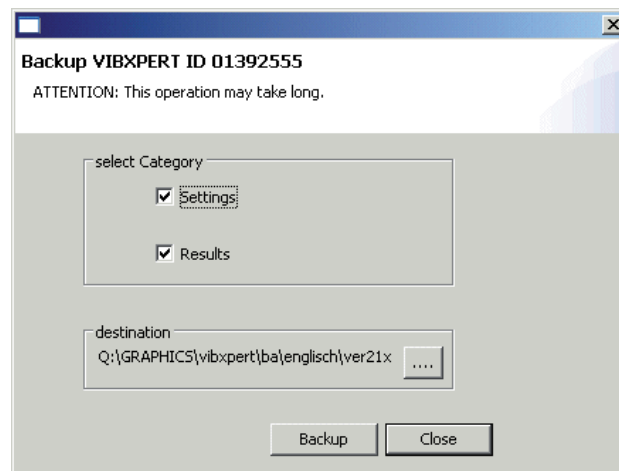 Backup VIBXPERT ID 01392555
ATTENTION: This operation may take long.
select Category
Settings
Results
destination
Q:\GRAPHICS\vibxpert\ba\englisch\ver21x
....
Backup Close